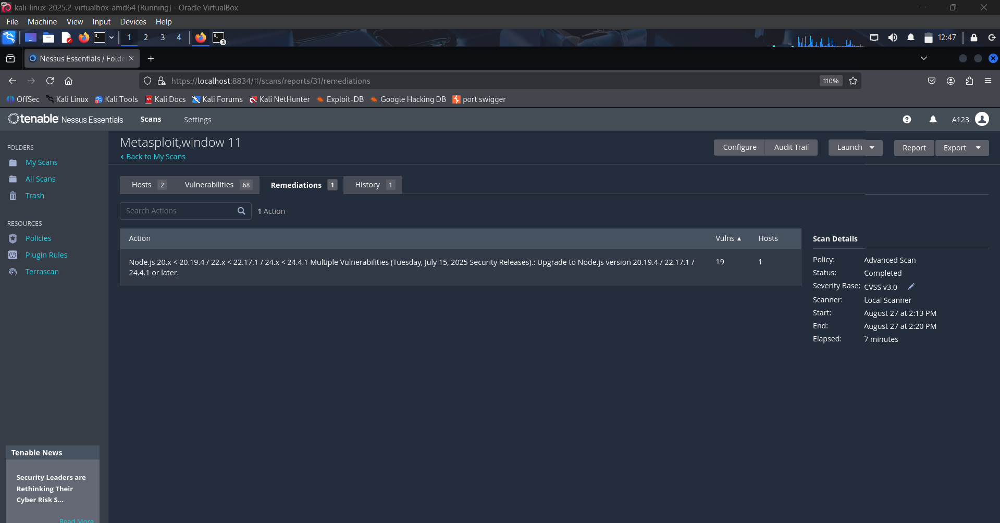 kali-linux-2025.2-virtualbox-amd64 [Running] - Oracle VirtualBox
File Machine View Input Devices Help
1 2 3 4 3 12:47
Nessus Essentials / Folde
https://localhost:8834/#/scans/reports/31/remediations 110%
OffSec Kali Linux Kali Tools Kali Docs Kali Forums Kali NetHunter Exploit-DB Google Hacking DB port swigger
tenable Nessus Essentials Scans Settings A123
FOLDERS
My Scans
All Scans
Trash
RESOURCES
Policies
Plugin Rules
Terrascan
Tenable News
Security Leaders are
Rethinking Their
Cyber Risk S...
Read More
Metasploit,window 11
Back to My Scans
Configure Audit Trail Launch Report Export
Hosts 2 Vulnerabilities 68 Remediations 1 History 1
Search Actions 1 Action
Action Vulns Hosts
Node.js 20.x < 20.19.4 / 22.x < 22.17.1 / 24.x < 24.4.1 Multiple Vulnerabilities (Tuesday, July 15, 2025 Security Releases).: Upgrade to Node.js version 20.19.4 / 22.17.1 / 19 1
24.4.1 or later.
Scan Details
Policy: Advanced Scan
Status: Completed
Severity Base: CVSS v3.0
Scanner: Local Scanner
Start: August 27 at 2:13 PM
End: August 27 at 2:20 PM
Elapsed: 7 minutes